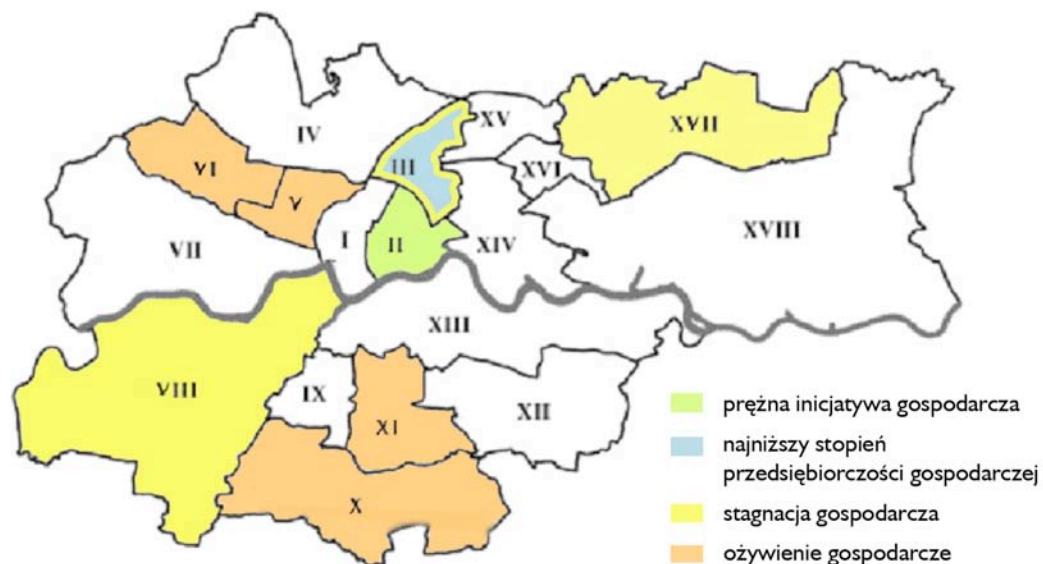 IV
XV
XVII
III
XVI
VI
V
I
II
XIV
XVIII
VII
XIII
VIII
IX
XI
XII
X
prężna inicjatywa gospodarcza
najniższy stopień
przedsiębiorczości gospodarczej
stagnacja gospodarcza
ożywienie gospodarcze